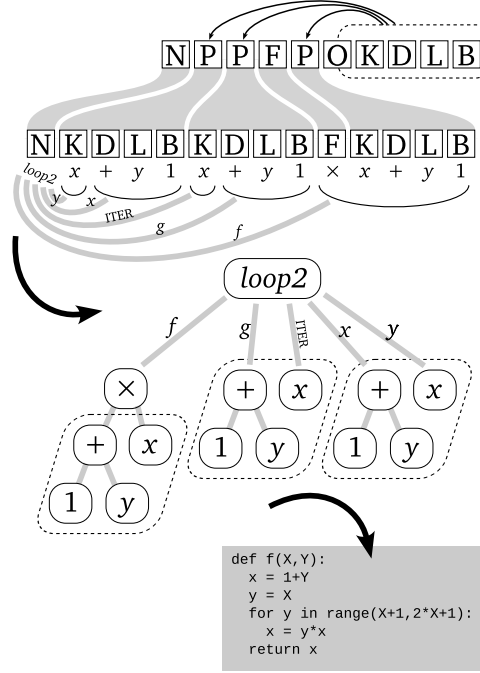 N P P F P O K D L B
N K D L B K D L B F K D L B
loop2 x + y 1 x + y 1 × x + y 1
y x ITER g f
loop2
f g ITER x y
× + x + x
+ x 1 y 1 y
1 y
def f(X,Y):
  x = 1+Y
  y = X
  for y in range(X+1,2*X+1):
    x = y*x
  return x